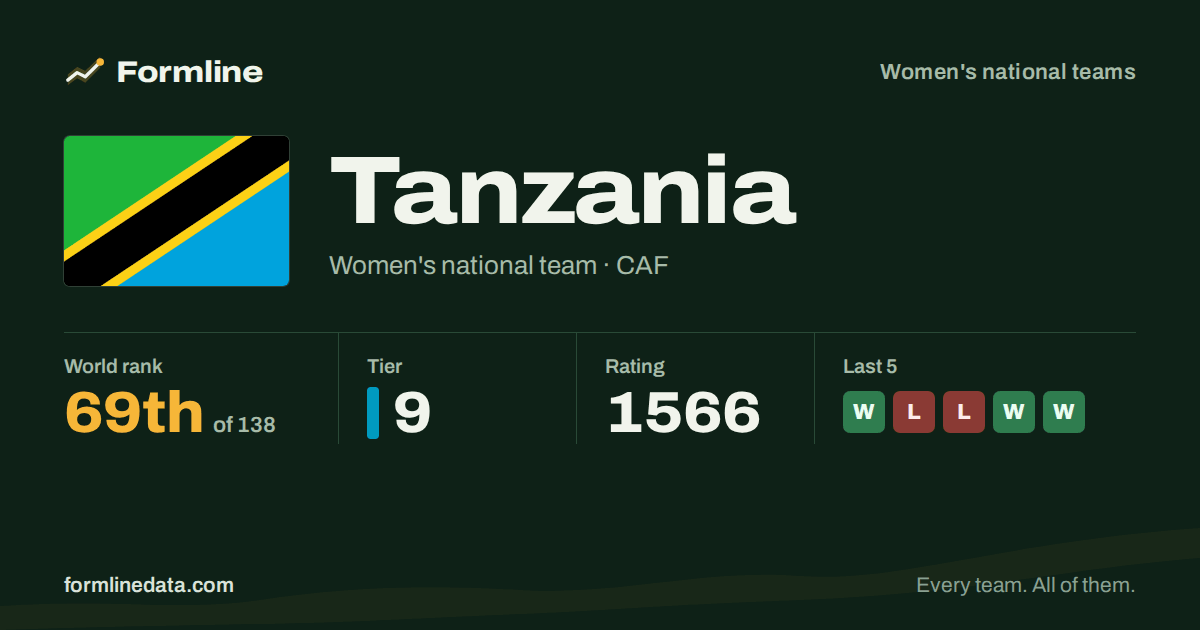 Formline
Women's national teams
Tanzania
Women's national team · CAF
World rank
69th of 138
Tier
9
Rating
1566
Last 5
W L L W W
formlinedata.com
Every team. All of them.